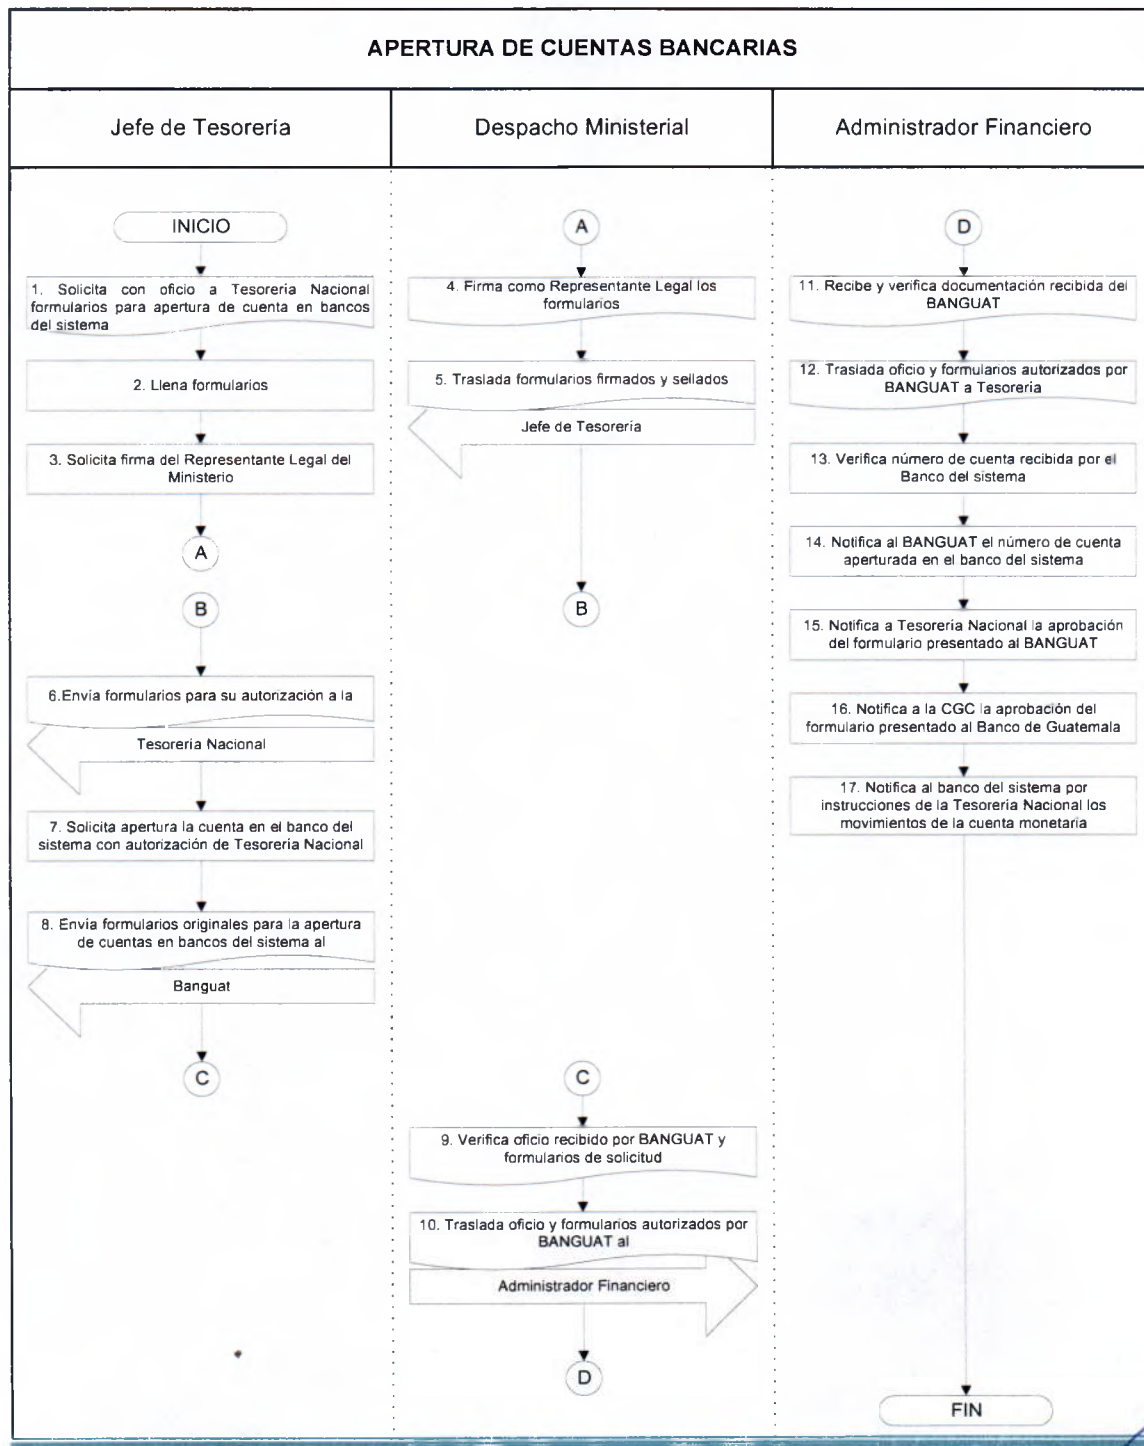 APERTURA DE CUENTAS BANCARIAS
Jefe de Tesorería
Despacho Ministerial
Administrador Financiero
INICIO
1. Solicita con oficio a Tesorería Nacional
formularios para apertura de cuenta en bancos
del sistema
2. Llena formularios
3. Solicita firma del Representante Legal del
Ministerio
A
B
6.Envía formularios para su autorización a la
Tesorería Nacional
7. Solicita apertura la cuenta en el banco del
sistema con autorización de Tesorería Nacional
8. Envía formularios originales para la apertura
de cuentas en bancos del sistema al
Banguat
C
A
4. Firma como Representante Legal los
formularios
5. Traslada formularios firmados y sellados
Jefe de Tesorería
B
C
9. Verifica oficio recibido por BANGUAT y
formularios de solicitud
10. Traslada oficio y formularios autorizados por
BANGUAT al
Administrador Financiero
D
D
11. Recibe y verifica documentación recibida del
BANGUAT
12. Traslada oficio y formularios autorizados por
BANGUAT a Tesorería
13. Verifica número de cuenta recibida por el
Banco del sistema
14. Notifica al BANGUAT el número de cuenta
aperturada en el banco del sistema
15. Notifica a Tesorería Nacional la aprobación
del formulario presentado al BANGUAT
16. Notifica a la CGC la aprobación del
formulario presentado al Banco de Guatemala
17. Notifica al banco del sistema por
instrucciones de la Tesorería Nacional los
movimientos de la cuenta monetaria
FIN